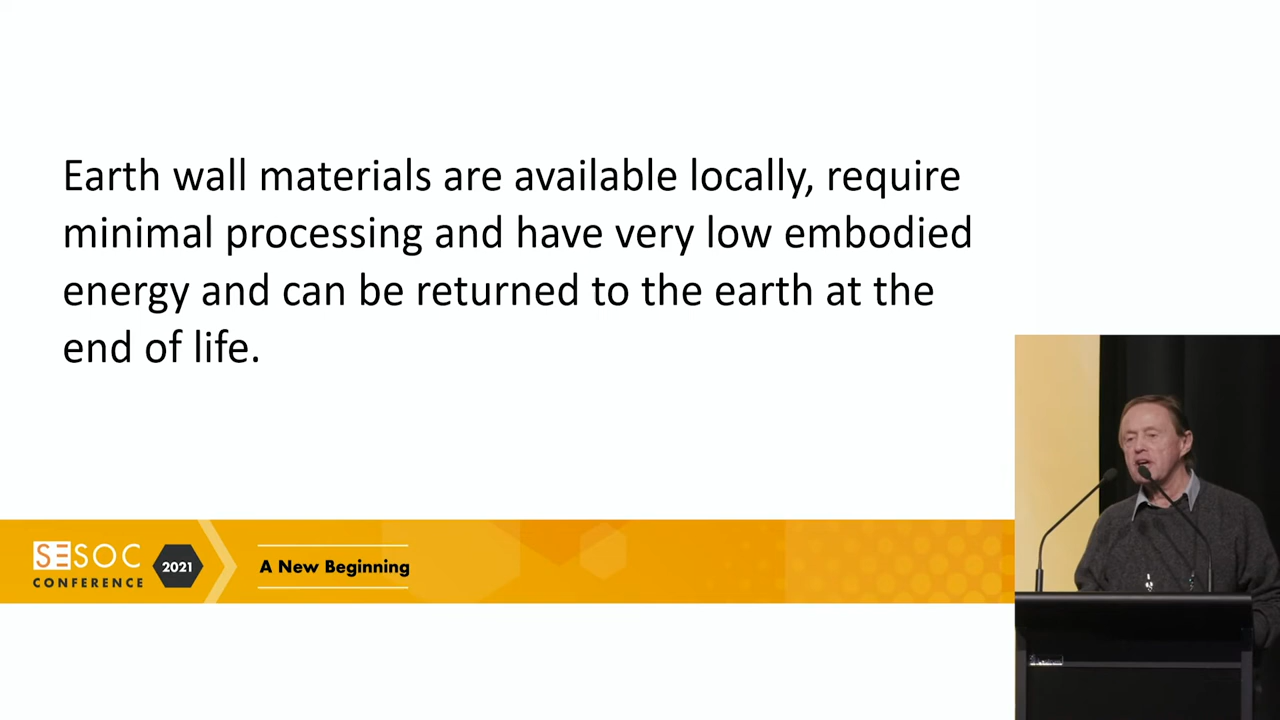 Earth wall materials are available locally, require
minimal processing and have very low embodied
energy and can be returned to the earth at the
end of life.
SESOC
CONFERENCE
2021
A New Beginning